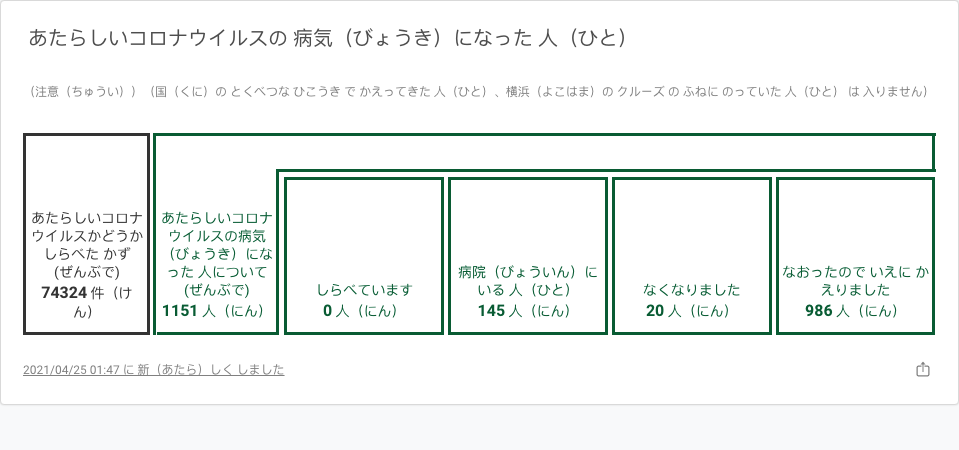 あたらしいコロナウイルスの 病気（びょうき）になった 人（ひと）
（注意（ちゅうい））（国（くに）の とくべつな ひこうき で かえってきた 人（ひと）、横浜（よこはま）の クルーズ の ふねに のっていた 人（ひと） は 入りません）
あたらしいコロナ
ウイルスかどうか
しらべた かず
(ぜんぶで)
74324 件（け
ん）
あたらしいコロナ
ウイルスの病気
（びょうき）にな
った 人について
(ぜんぶで)
1151 人（にん）
しらべています
0 人（にん）
病院（びょういん）に
いる 人（ひと）
145 人（にん）
なくなりました
20 人（にん）
なおったので いえに か
えりました
986 人（にん）
2021/04/25 01:47 に 新（あたら）しく しました